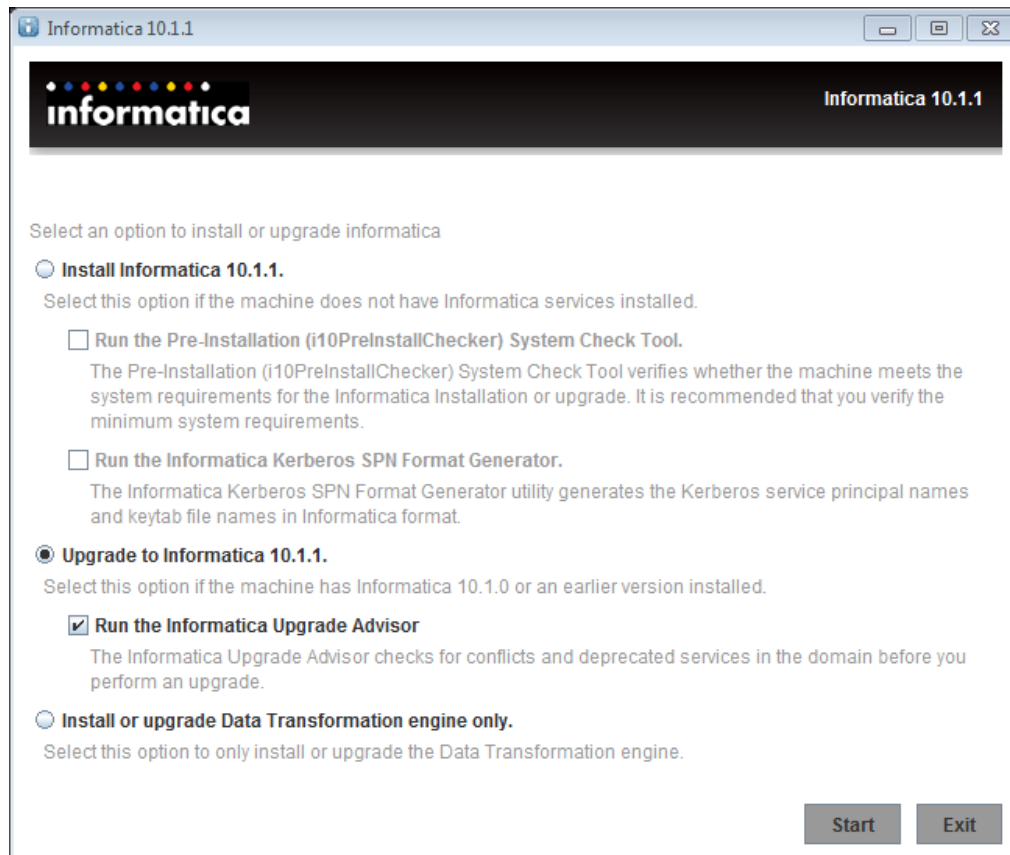 Informatica 10.1.1
informatica
Informatica 10.1.1
Select an option to install or upgrade informatica
Install Informatica 10.1.1.
Select this option if the machine does not have Informatica services installed.
Run the Pre-Installation (i10PreInstallChecker) System Check Tool.
The Pre-Installation (i10PreInstallChecker) System Check Tool verifies whether the machine meets the
system requirements for the Informatica Installation or upgrade. It is recommended that you verify the
minimum system requirements.
Run the Informatica Kerberos SPN Format Generator.
The Informatica Kerberos SPN Format Generator utility generates the Kerberos service principal names
and keytab file names in Informatica format.
Upgrade to Informatica 10.1.1.
Select this option if the machine has Informatica 10.1.0 or an earlier version installed.
Run the Informatica Upgrade Advisor
The Informatica Upgrade Advisor checks for conflicts and deprecated services in the domain before you
perform an upgrade.
Install or upgrade Data Transformation engine only.
Select this option to only install or upgrade the Data Transformation engine.
Start Exit